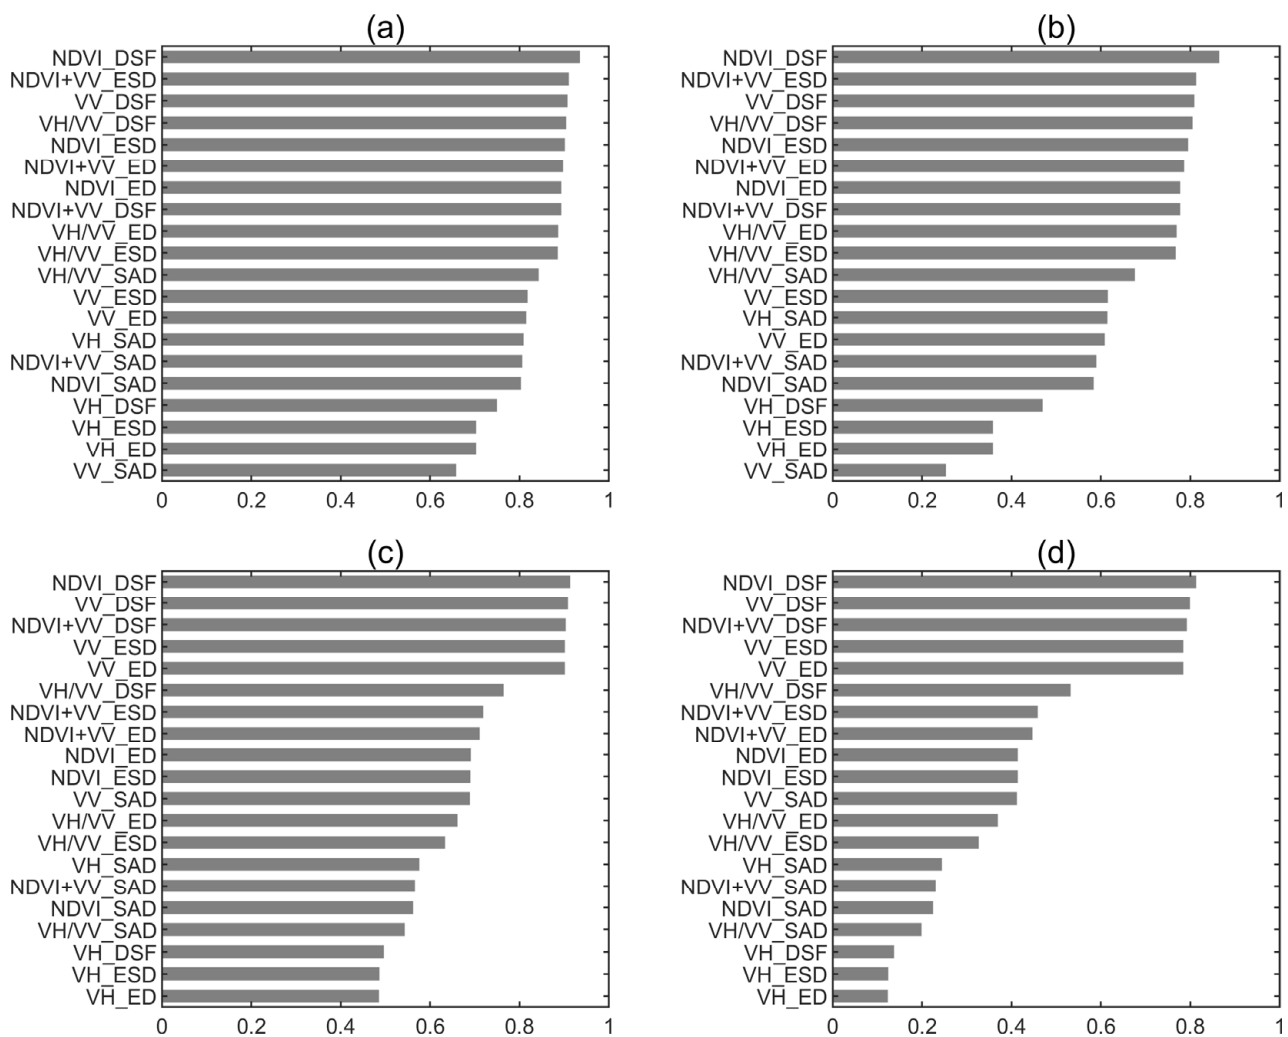 (a)
NDVI_DSF
NDVI+VV_ESD
VV_DSF
VH/VV_DSF
NDVI_ESD
NDVI+VV_ED
NDVI_ED
NDVI+VV_DSF
VH/VV_ED
VH/VV_ESD
VH/VV_SAD
VV_ESD
VV_ED
VH_SAD
NDVI+VV_SAD
NDVI_SAD
VH_DSF
VH_ESD
VH_ED
VV_SAD
0 0.2 0.4 0.6 0.8 1
(b)
NDVI_DSF
NDVI+VV_ESD
VV_DSF
VH/VV_DSF
NDVI_ESD
NDVI+VV_ED
NDVI_ED
NDVI+VV_DSF
VH/VV_ED
VH/VV_ESD
VH/VV_SAD
VV_ESD
VH_SAD
VV_ED
NDVI+VV_SAD
NDVI_SAD
VH_DSF
VH_ESD
VH_ED
VV_SAD
0 0.2 0.4 0.6 0.8 1
(c)
NDVI_DSF
VV_DSF
NDVI+VV_DSF
VV_ESD
VV_ED
VH/VV_DSF
NDVI+VV_ESD
NDVI+VV_ED
NDVI_ED
NDVI_ESD
VV_SAD
VH/VV_ED
VH/VV_ESD
VH_SAD
NDVI+VV_SAD
NDVI_SAD
VH/VV_SAD
VH_DSF
VH_ESD
VH_ED
0 0.2 0.4 0.6 0.8 1
(d)
NDVI_DSF
VV_DSF
NDVI+VV_DSF
VV_ESD
VV_ED
VH/VV_DSF
NDVI+VV_ESD
NDVI+VV_ED
NDVI_ED
NDVI_ESD
VV_SAD
VH/VV_ED
VH/VV_ESD
VH_SAD
NDVI+VV_SAD
NDVI_SAD
VH/VV_SAD
VH_DSF
VH_ESD
VH_ED
0 0.2 0.4 0.6 0.8 1